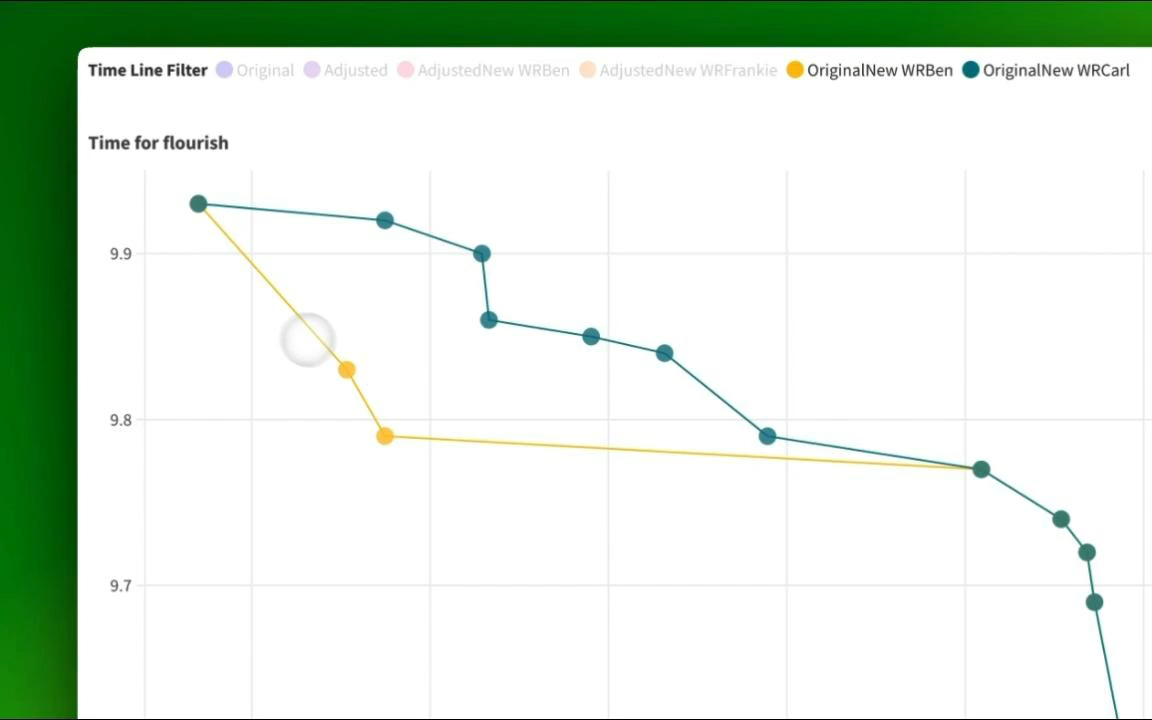 Time Line Filter Original Adjusted AdjustedNew WRBen AdjustedNew WRFrankie OriginalNew WRBen OriginalNew WRCarl
Time for flourish
9.9
9.8
9.7